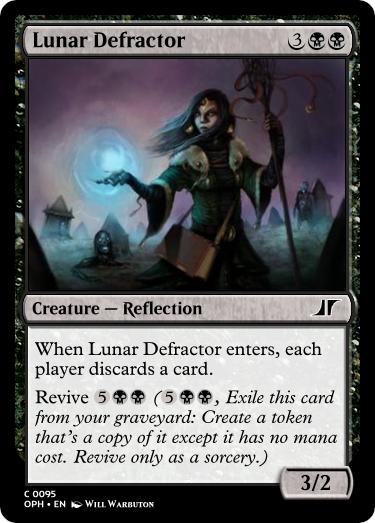 Lunar Defractor 3
Creature — Reflection
When Lunar Defractor enters, each
player discards a card.
Revive 5 (5, Exile this card
from your graveyard: Create a token
that's a copy of it except it has no mana
cost. Revive only as a sorcery.)
3/2
C 0095
OPH • EN Will Warbuton